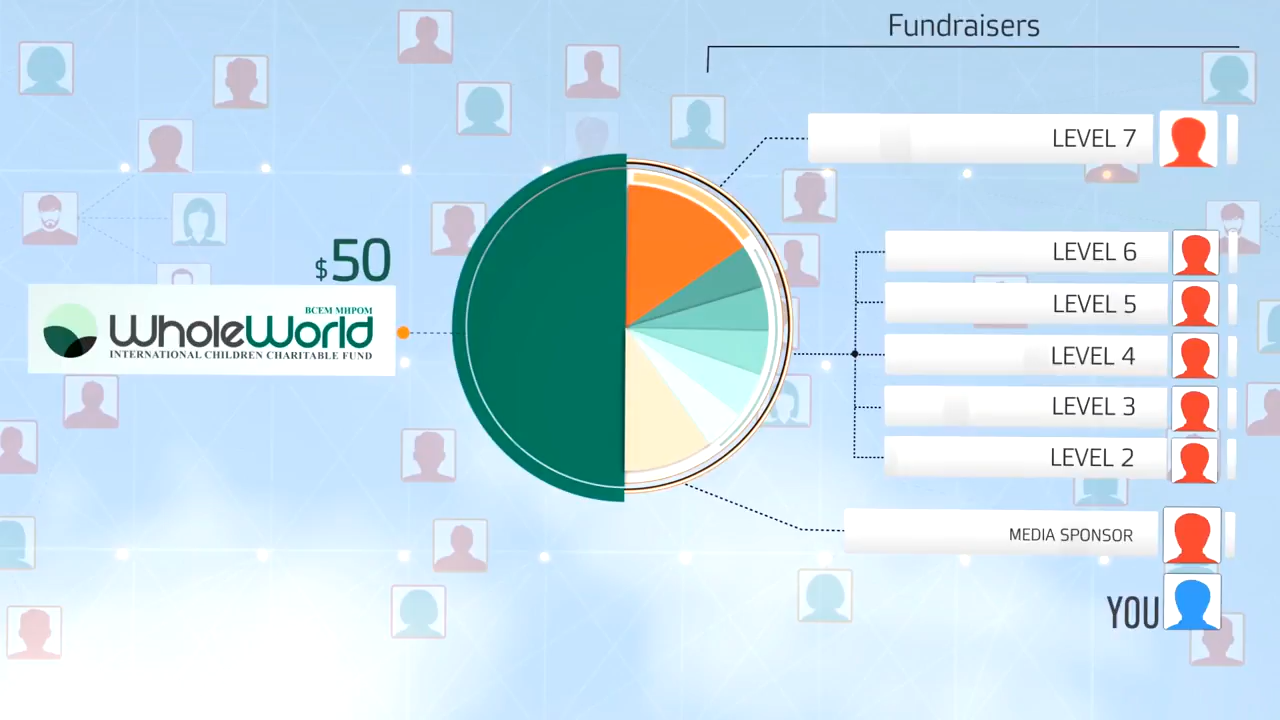 Fundraisers
LEVEL 7
$50
ВСЕМ МИРОМ
WholeWorld
INTERNATIONAL CHILDREN CHARITABLE FUND
LEVEL 6
LEVEL 5
LEVEL 4
LEVEL 3
LEVEL 2
MEDIA SPONSOR
YOU